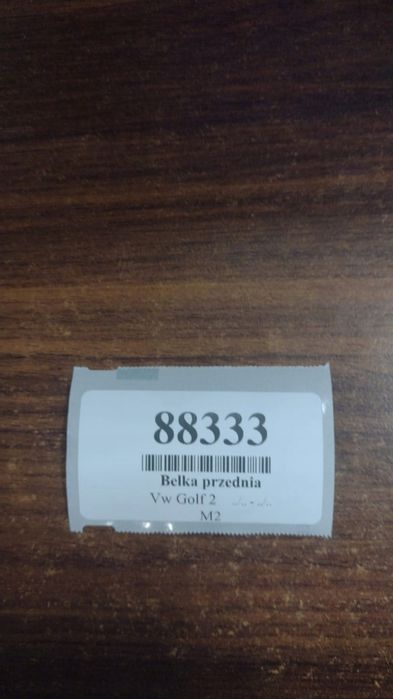 88333
Belka przednia
Vw Golf 2 ../.. - ../..
M2